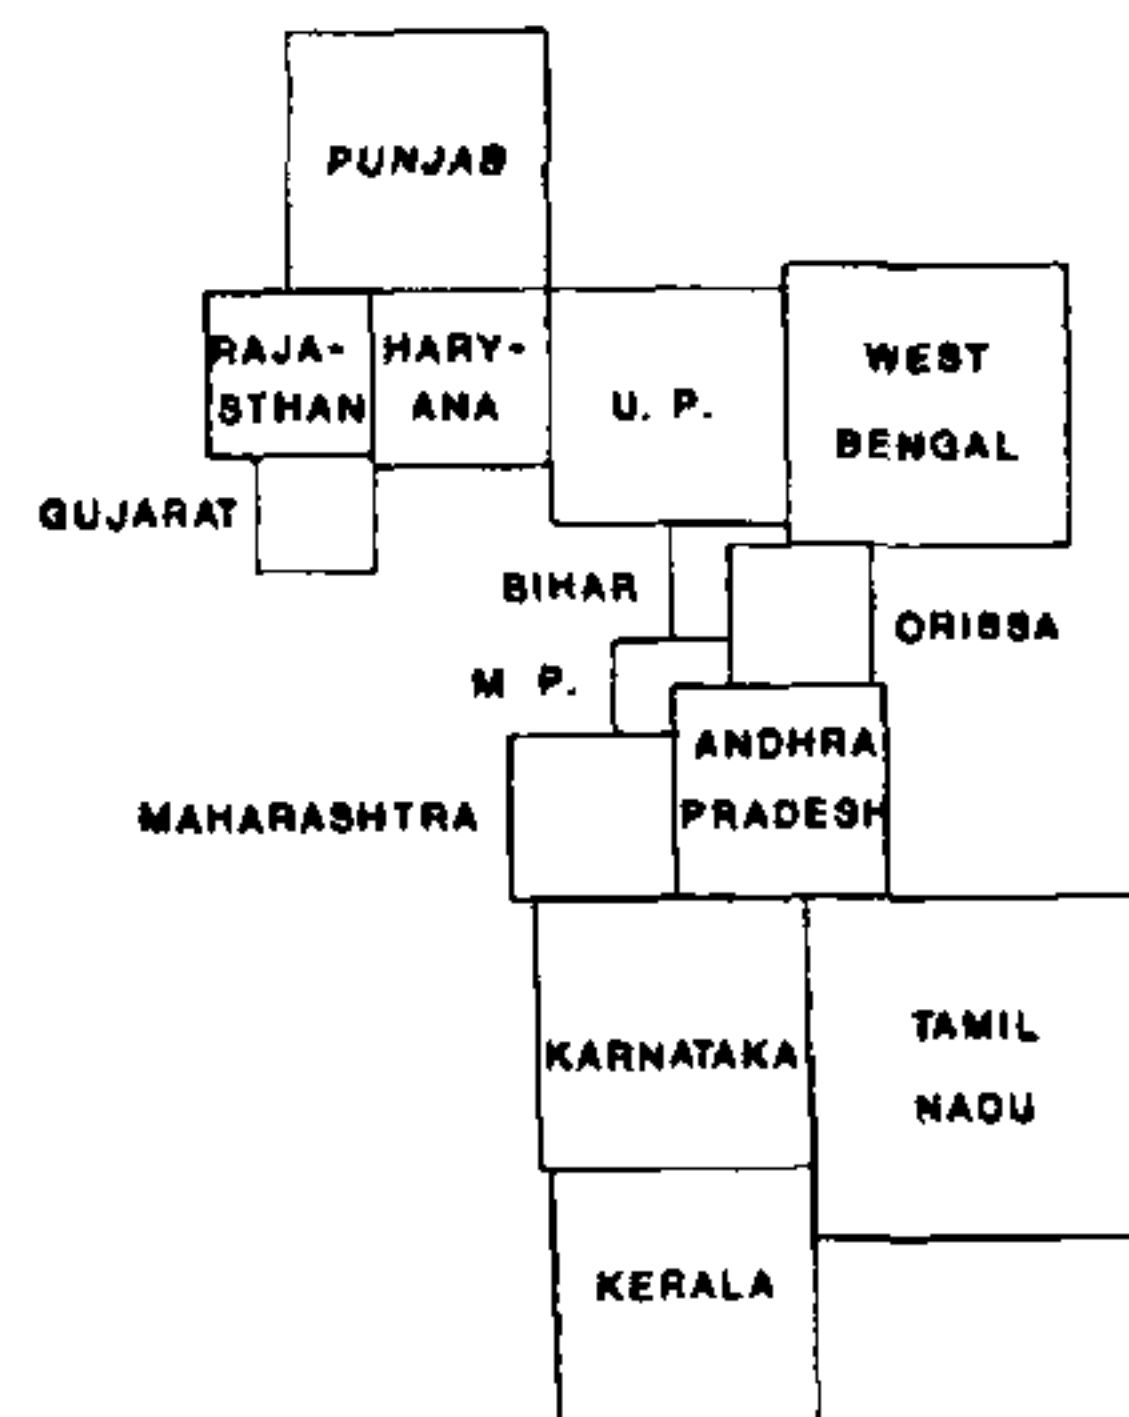 PUNJAB
RAJA-
STHAN
HARY-
ANA
U. P.
WEST
BENGAL
GUJARAT
BIHAR
ORISSA
M P.
ANDHRA
PRADESH
MAHARASHTRA
KARNATAKA
TAMIL
NADU
KERALA